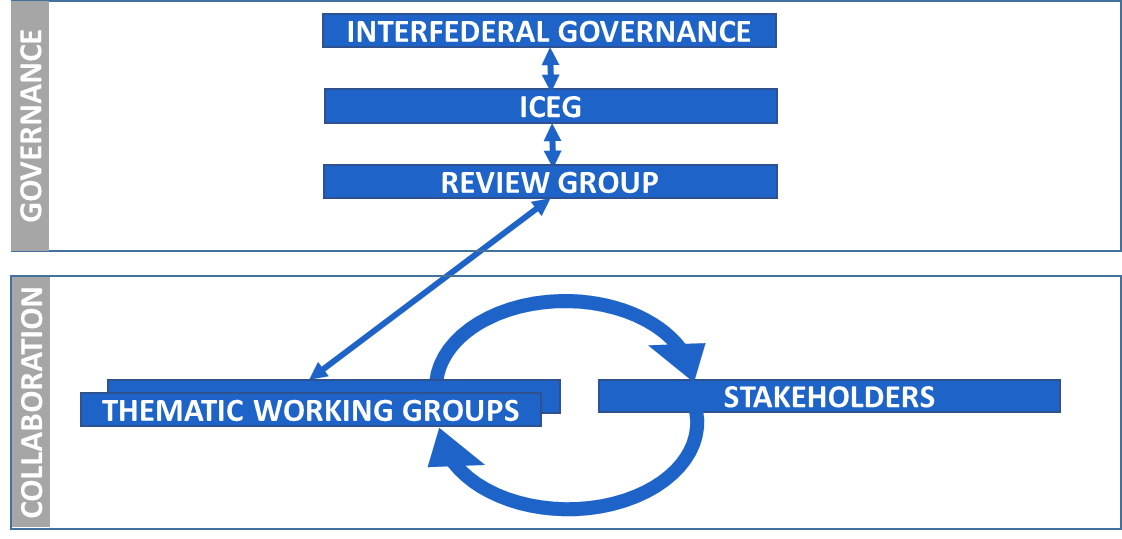 GOVERNANCE
INTERFEDERAL GOVERNANCE
ICEG
REVIEW GROUP
COLLABORATION
THEMATIC WORKING GROUPS
STAKEHOLDERS